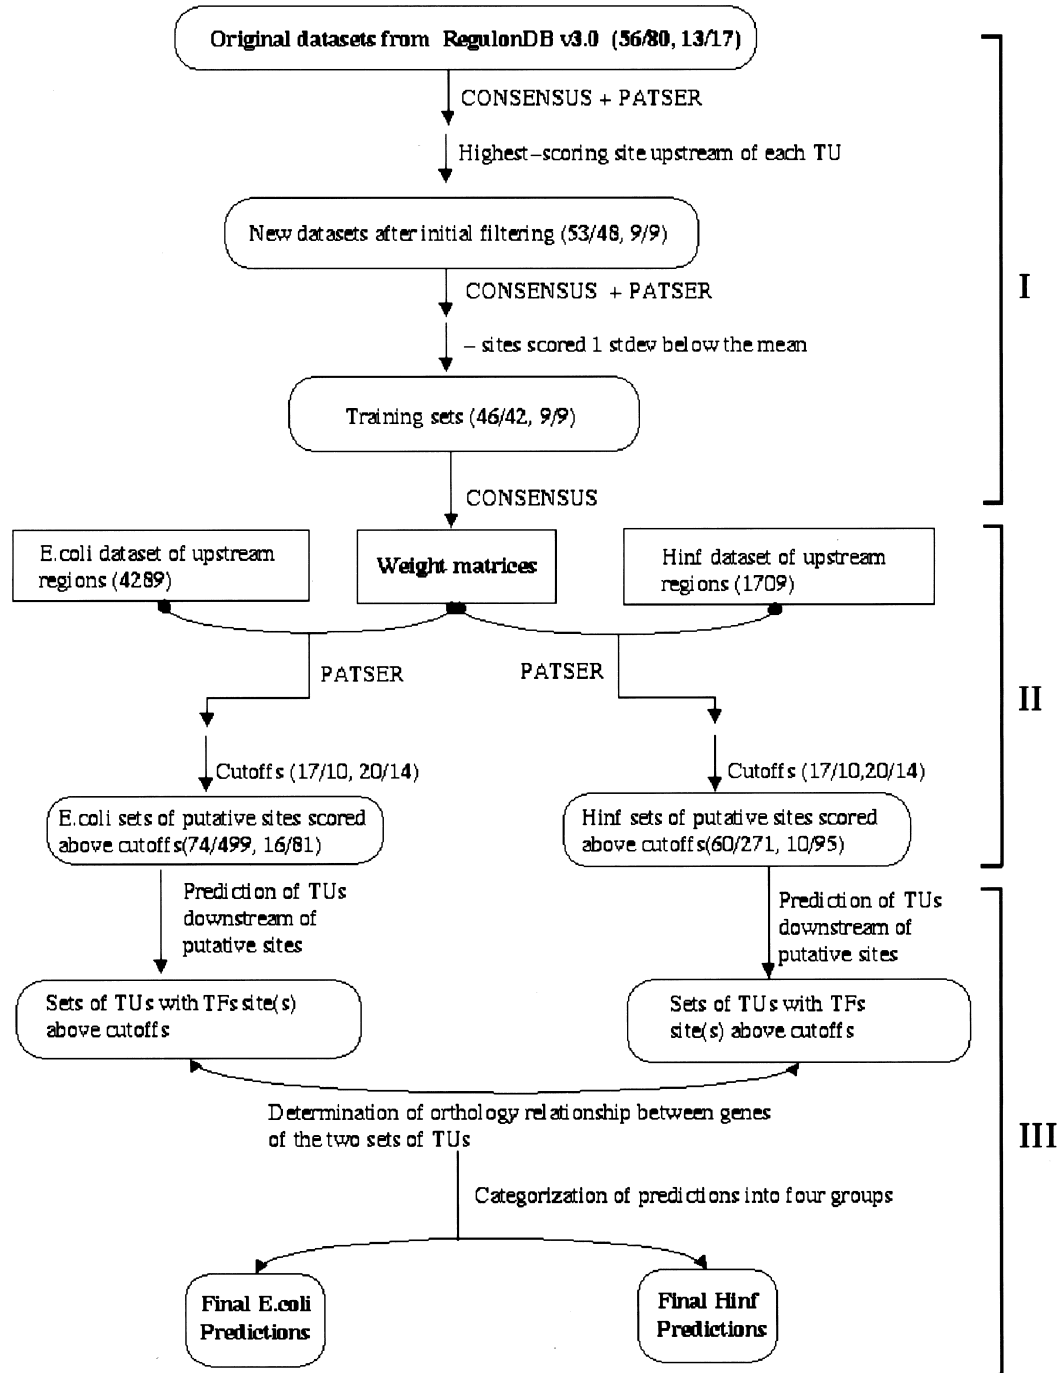 Original datasets from RegulonDB v3.0 (56/80, 13/17)
CONSENSUS + PATSER
Highest-scoring site upstream of each TU
New datasets after initial filtering (53/48, 9/9)
CONSENSUS + PATSER
- sites scored 1 stdev below the mean
I
Training sets (46/42, 9/9)
CONSENSUS
E.coli dataset of upstream
regions (4289)
Weight matrices
Hinf dataset of upstream
regions (1709)
PATSER
PATSER
II
Cutoffs (17/10, 20/14)
Cutoffs (17/10,20/14)
E.coli sets of putative sites scored
above cutoffs(74/499, 16/81)
Hinf sets of putative sites scored
above cutoffs(60/271, 10/95)
Prediction of TUs
downstream of
putative sites
Prediction of TUs
downstream of
putative sites
Sets of TUs with TFs site(s)
above cutoffs
Sets of TUs with TFs
site(s) above cutoffs
Determination of orthology relationship between genes
of the two sets of TUs
III
Categorization of predictions into four groups
Final E.coli
Predictions
Final Hinf
Predictions